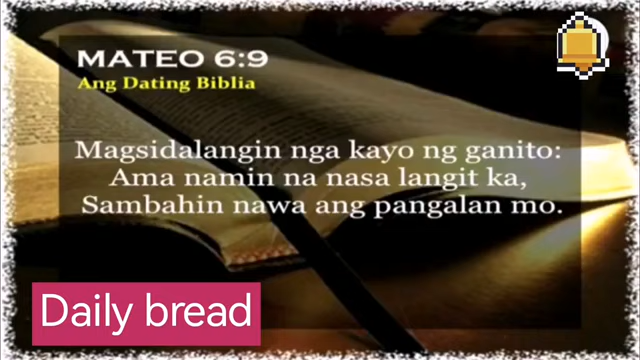 MATEO 6:9
Ang Dating Biblia
Magsidalangin nga kayo ng ganito:
Ama namin na nasa langit ka,
Sambahin nawa ang pangalan mo.
Daily bread